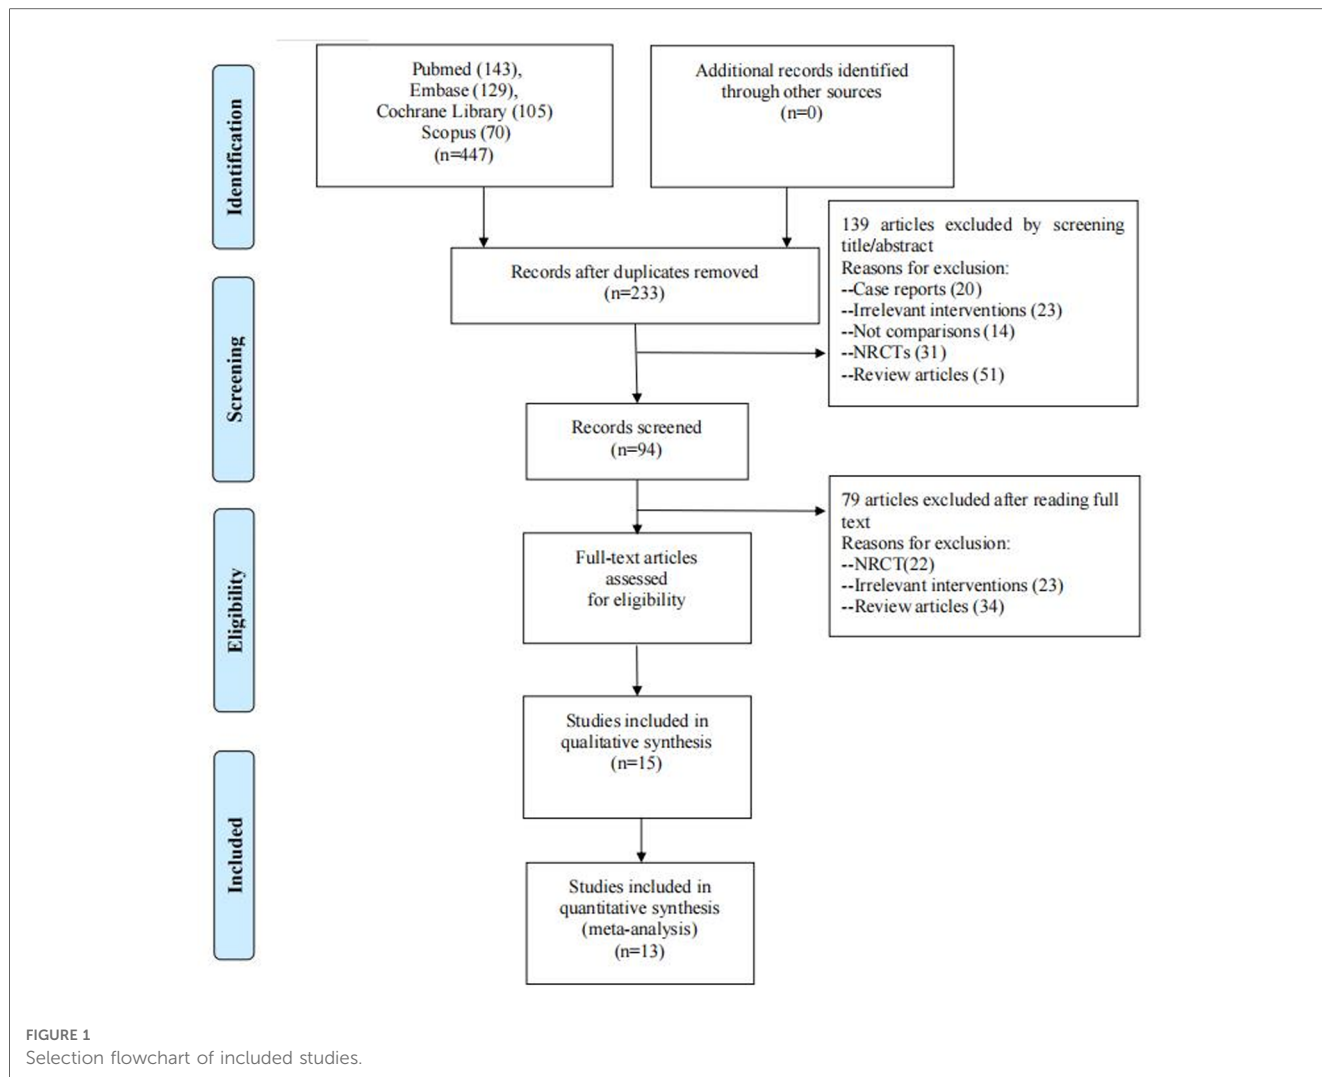 Identification
Pubmed (143),
Embase (129),
Cochrane Library (105)
Scopus (70)
(n=447)
Additional records identified
through other sources
(n=0)
Records after duplicates removed
(n=233)
139 articles excluded by screening
title/abstract
Reasons for exclusion:
--Case reports (20)
--Irrelevant interventions (23)
--Not comparisons (14)
--NRCTs (31)
--Review articles (51)
Screening
Records screened
(n=94)
79 articles excluded after reading full
text
Reasons for exclusion:
--NRCT(22)
--Irrelevant interventions (23)
--Review articles (34)
Eligibility
Full-text articles
assessed
for eligibility
Studies included in
qualitative synthesis
(n=15)
Included
Studies included in
quantitative synthesis
(meta-analysis)
(n=13)
FIGURE 1
Selection flowchart of included studies.